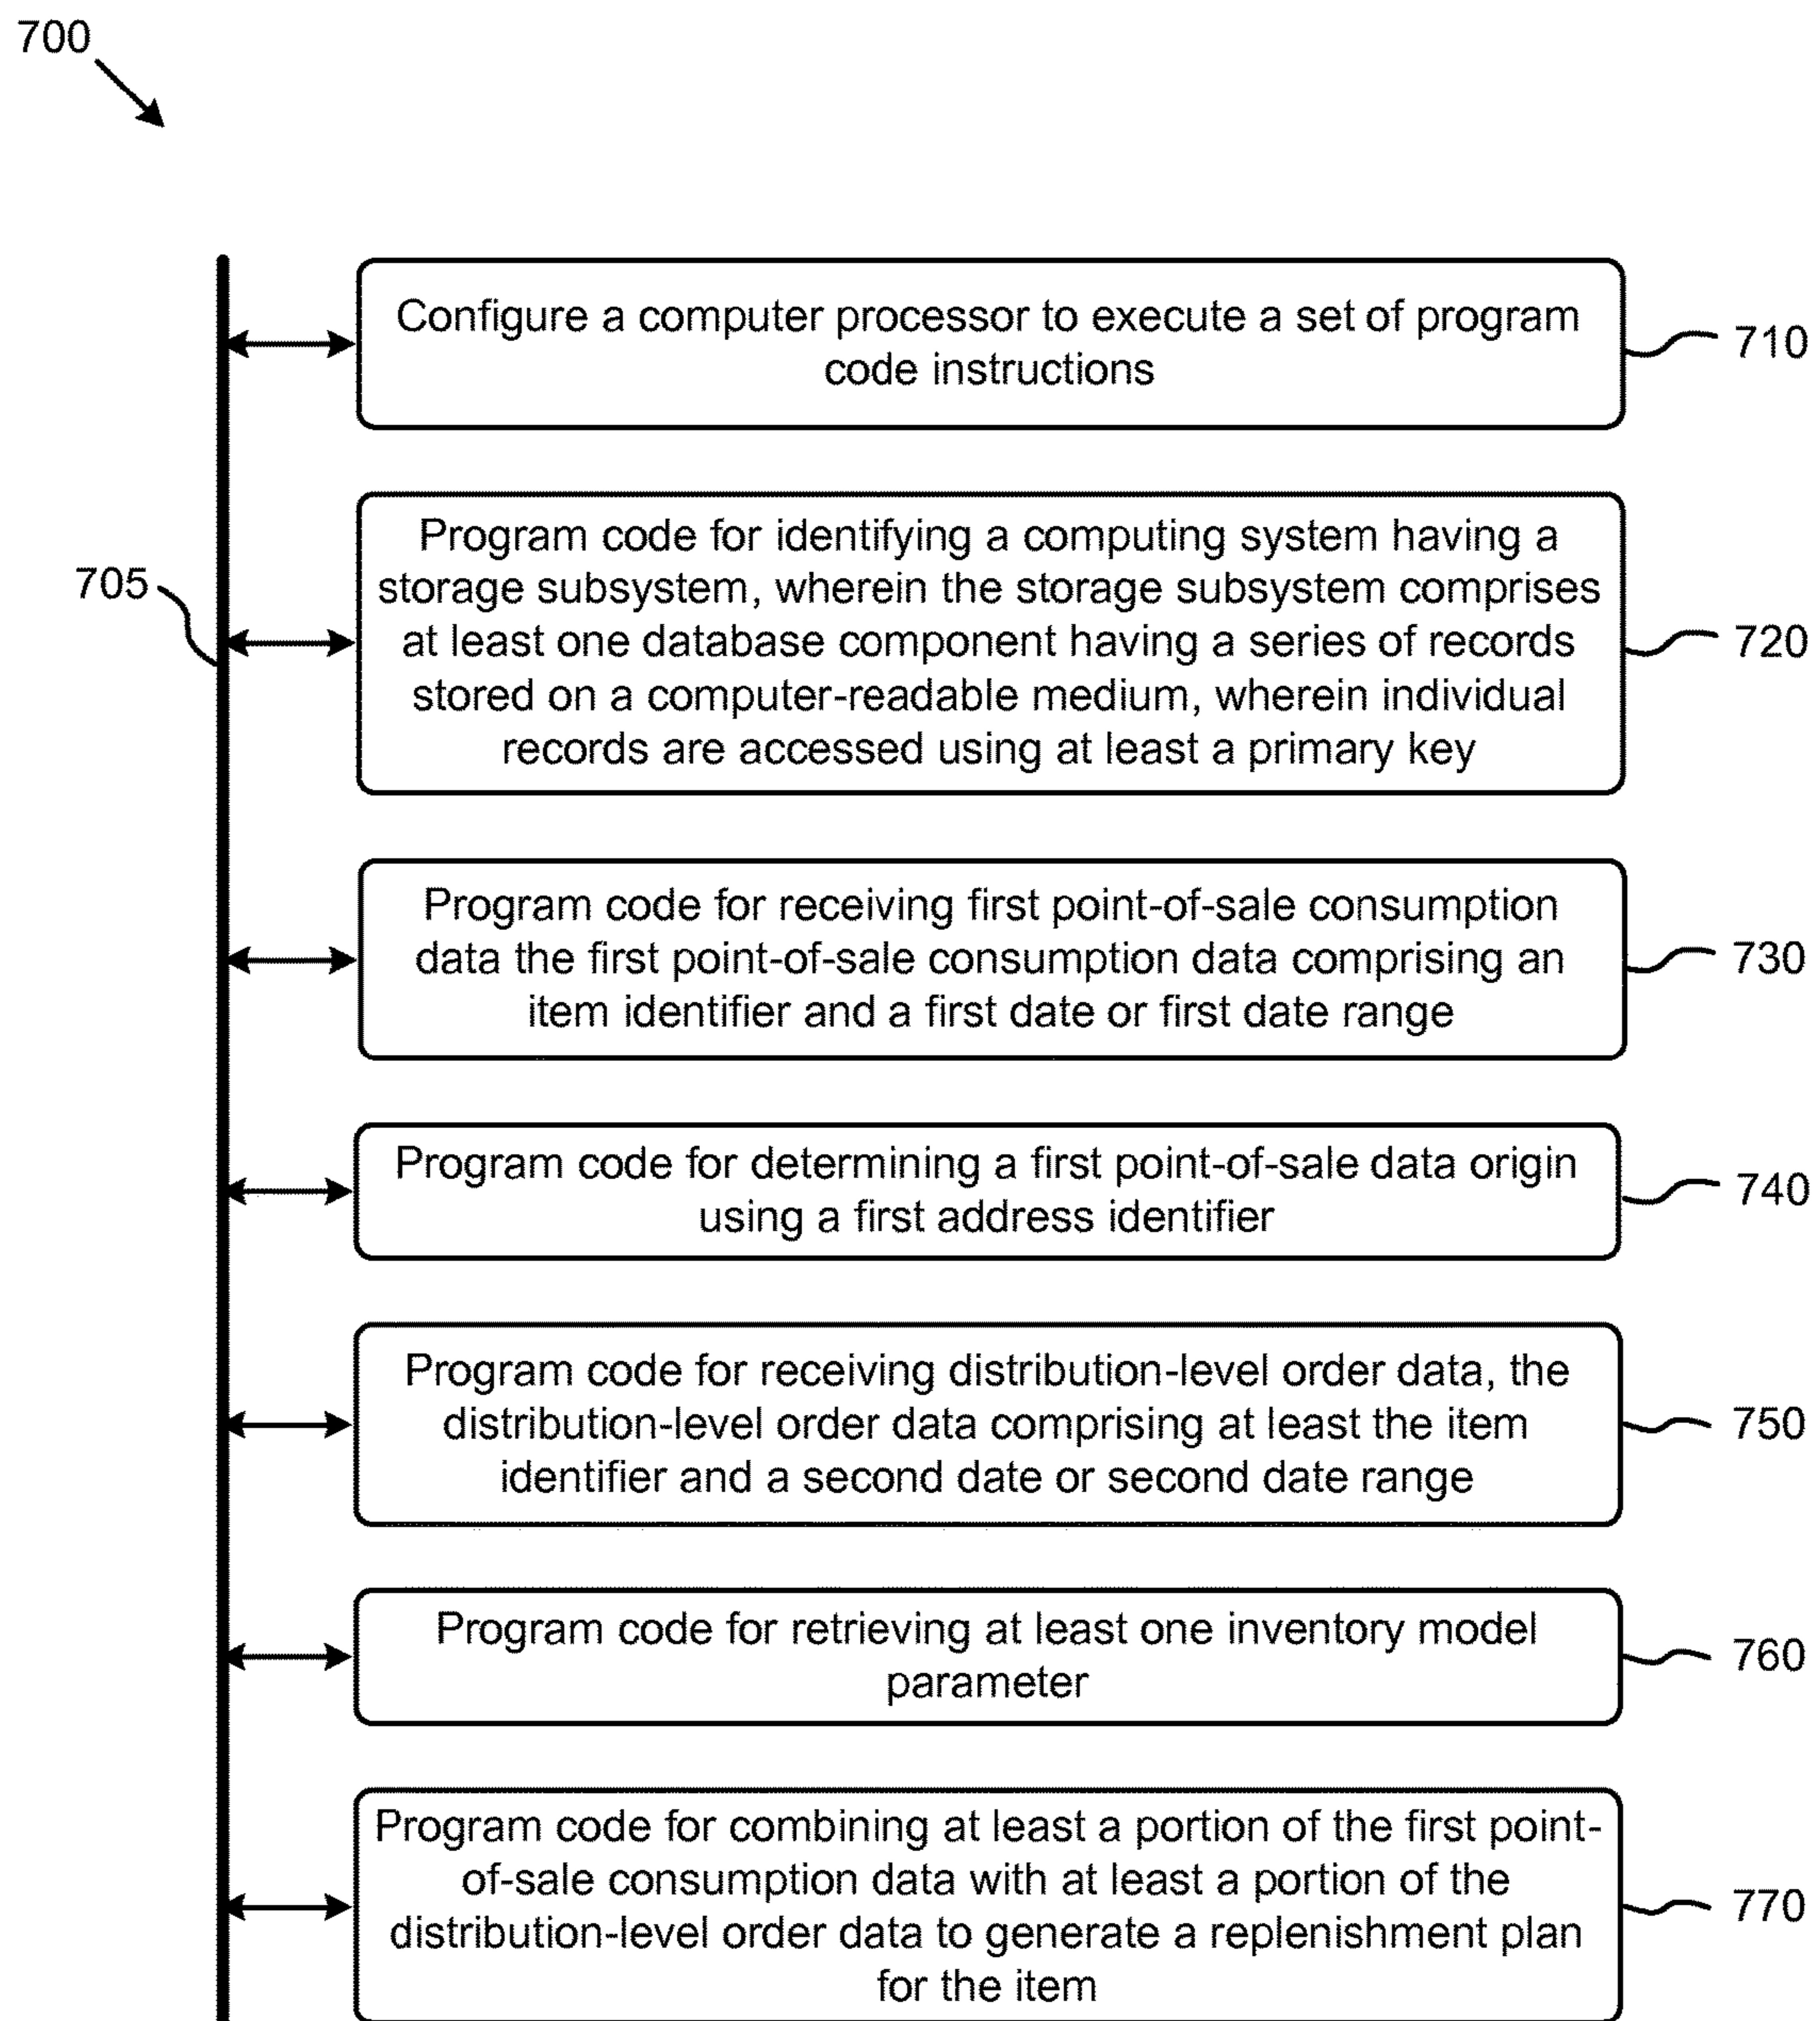 700
Configure a computer processor to execute a set of program
code instructions
710
705
Program code for identifying a computing system having a
storage subsystem, wherein the storage subsystem comprises
at least one database component having a series of records
stored on a computer-readable medium, wherein individual
records are accessed using at least a primary key
720
Program code for receiving first point-of-sale consumption
data the first point-of-sale consumption data comprising an
item identifier and a first date or first date range
730
Program code for determining a first point-of-sale data origin
using a first address identifier
740
Program code for receiving distribution-level order data, the
distribution-level order data comprising at least the item
identifier and a second date or second date range
750
Program code for retrieving at least one inventory model
parameter
760
Program code for combining at least a portion of the first point-
of-sale consumption data with at least a portion of the
distribution-level order data to generate a replenishment plan
for the item
770